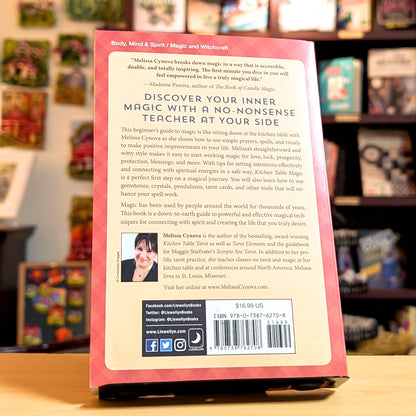 Body, Mind & Spirit / Magic and Witchcraft
"Melissa Cynova breaks down magic in a way that is accessible,
doable, and totally inspiring. The first minute you dive in you will
feel empowered to live a truly magical life."
—Madame Pamita, author of The Book of Candle Magic
DISCOVER YOUR INNER
MAGIC WITH A NO-NONSENSE
TEACHER AT YOUR SIDE
This beginner's guide to magic is like sitting down at the kitchen table with
Melissa Cynova as she shows you how to use simple prayers, spells, and rituals
to make positive improvements in your life. Melissa's straightforward and
witty style makes it easy to start working magic for love, luck, prosperity,
protection, blessings, and more. With tips for setting intentions effectively
and connecting with spiritual energies in a safe way, Kitchen Table Magic
is a perfect first step on a magical journey. You will also learn how to use
gemstones, crystals, pendulums, tarot cards, and other tools that will en-
hance your spell work.
Magic has been used by people around the world for thousands of years.
This book is a down-to-earth guide to powerful and effective magical tech-
niques for connecting with spirit and creating the life that you truly desire.
Melissa Cynova is the author of the bestselling, award-winning
Kitchen Table Tarot as well as Tarot Elements and the guidebook
for Maggie Stiefvater's Scorpio Sea Tarot. In addition to her pro-
lific tarot practice, she teaches classes on tarot and magic at her
kitchen table and at conferences around North America. Melissa
lives in St. Louis, Missouri.
Visit her online at www.MelissaCynova.com.
Facebook.com/LlewellynBooks
Twitter: @LlewellynBooks
Instagram: @LlewellynBooks
Llewellyn.com
$16.99 US
51699
ISBN 978-0-7387-6270-8
9 780738 762708